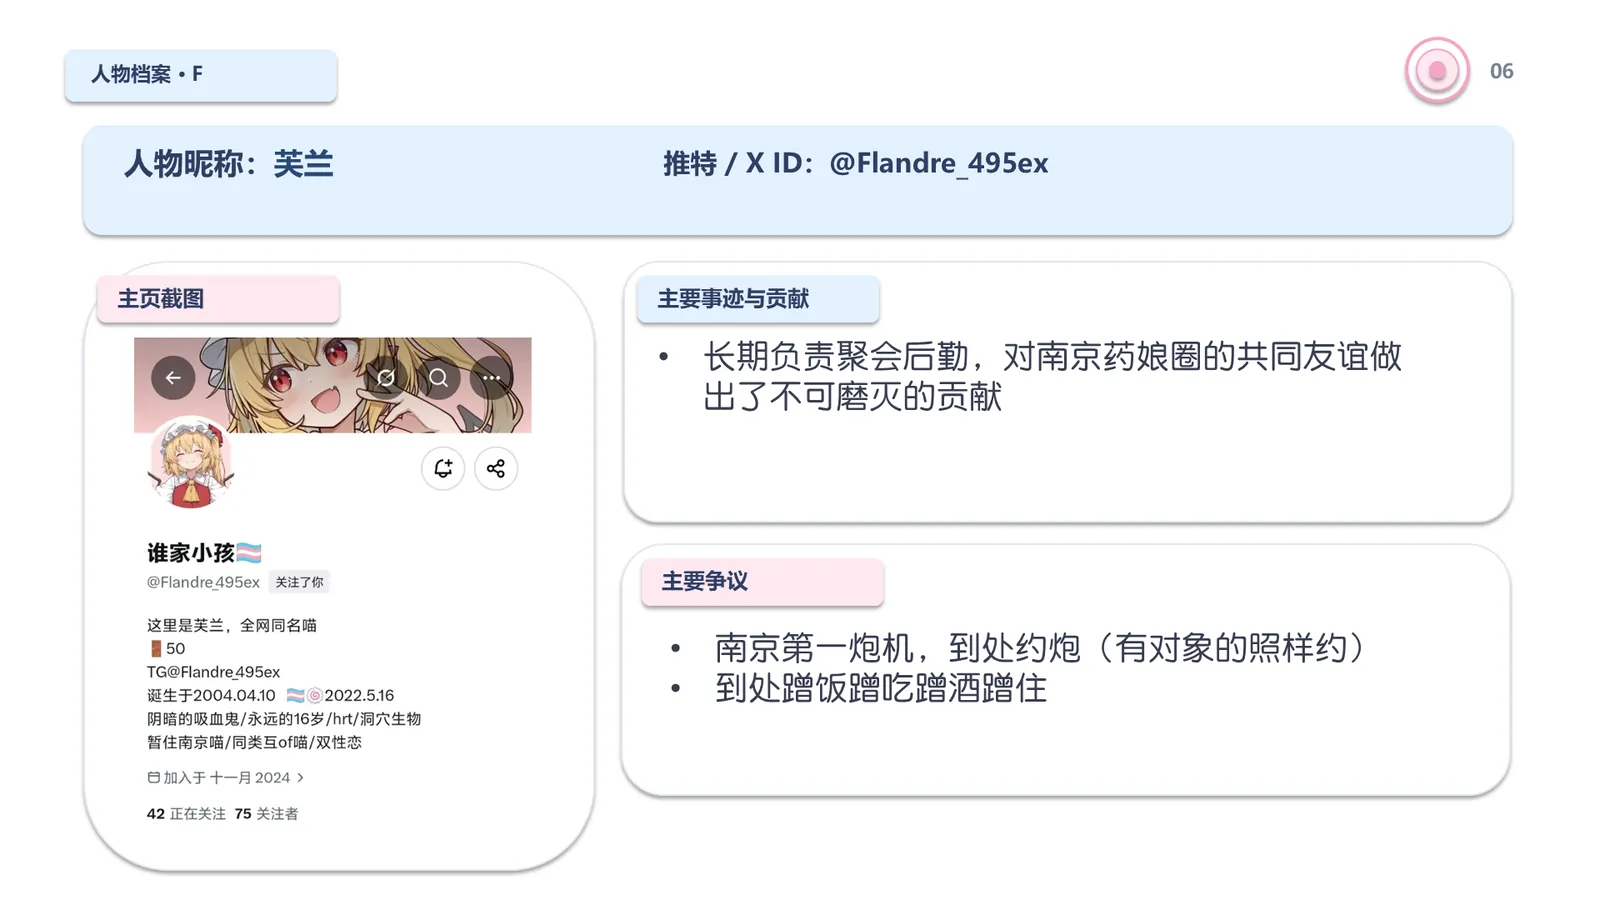 人物档案·F
06
人物昵称：芙兰
推特 / X ID：@Flandre_495ex
主页截图
谁家小孩🏳️‍⚧️
@Flandre_495ex 关注了你
这里是芙兰，全网同名喵
🚪50
TG@Flandre_495ex
诞生于2004.04.10 🏳️‍⚧️🍥2022.5.16
阴暗的吸血鬼/永远的16岁/hrt/洞穴生物
暂住南京喵/同类互of喵/双性恋
加入于 十一月 2024
42 正在关注 75 关注者
主要事迹与贡献
• 长期负责聚会后勤，对南京药娘圈的共同友谊做
出了不可磨灭的贡献
主要争议
• 南京第一炮机，到处约炮（有对象的照样约）
• 到处蹭饭蹭吃蹭酒蹭住